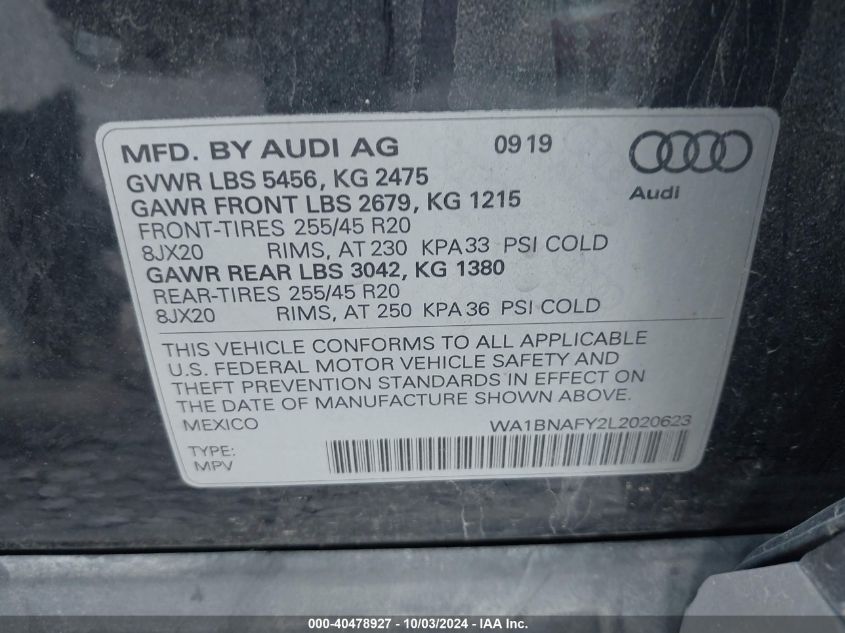 MFD. BY AUDI AG 0919
Audi
GVWR LBS 5456, KG 2475
GAWR FRONT LBS 2679, KG 1215
FRONT-TIRES 255/45 R20
8JX20 RIMS, AT 230 KPA 33 PSI COLD
GAWR REAR LBS 3042, KG 1380
REAR-TIRES 255/45 R20
8JX20 RIMS, AT 250 KPA 36 PSI COLD
THIS VEHICLE CONFORMS TO ALL APPLICABLE
U.S. FEDERAL MOTOR VEHICLE SAFETY AND
THEFT PREVENTION STANDARDS IN EFFECT ON
THE DATE OF MANUFACTURE SHOWN ABOVE.
MEXICO WA1BNAFY2L2020623
TYPE:
MPV
000-40478927 - 10/03/2024 - IAA Inc.